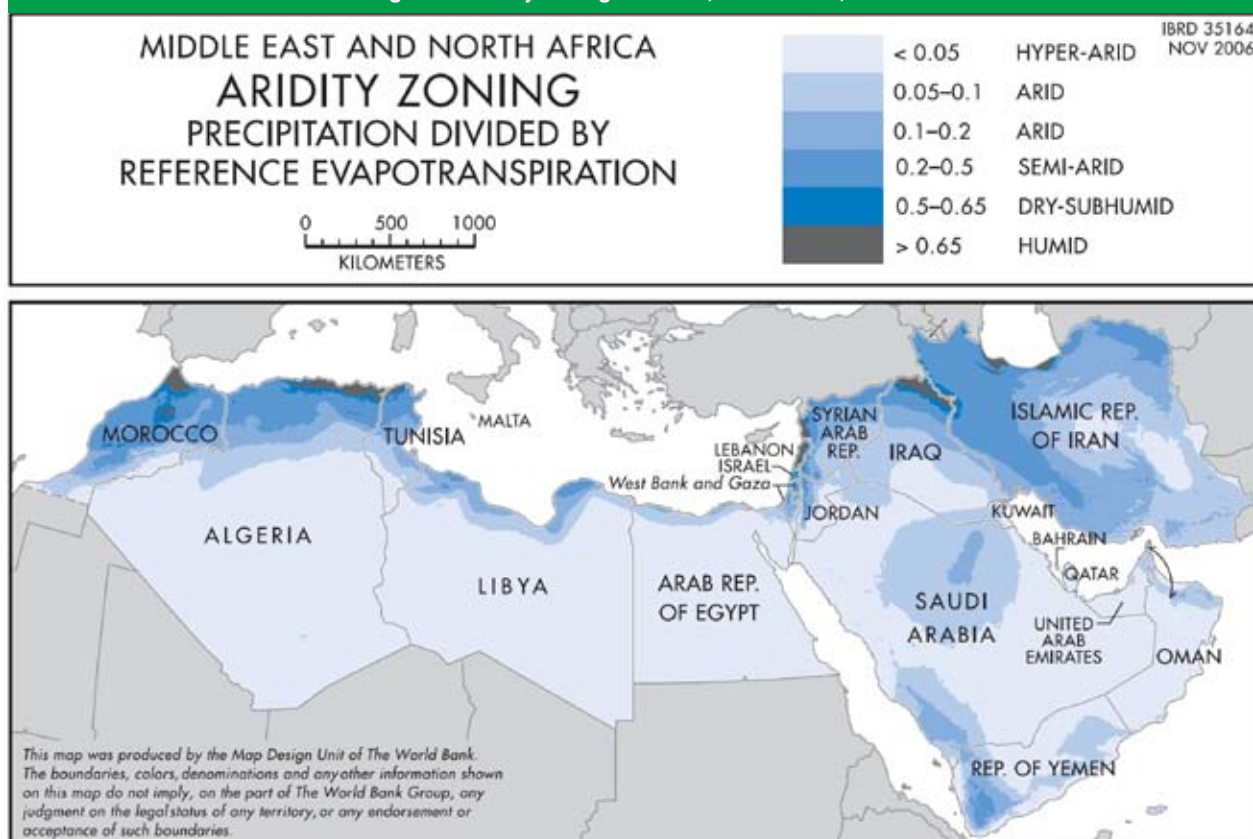 MIDDLE EAST AND NORTH AFRICA
ARIDITY ZONING
PRECIPITATION DIVIDED BY
REFERENCE EVAPOTRANSPIRATION
0 500 1000
KILOMETERS
IBRD 35164
NOV 2006
< 0.05 HYPER-ARID
0.05–0.1 ARID
0.1–0.2 ARID
0.2–0.5 SEMI-ARID
0.5–0.65 DRY-SUBHUMID
> 0.65 HUMID
MOROCCO
ALGERIA
TUNISIA
MALTA
LIBYA
ARAB REP.
OF EGYPT
LEBANON
ISRAEL
West Bank and Gaza
SYRIAN
ARAB
REP.
JORDAN
IRAQ
ISLAMIC REP.
OF IRAN
KUWAIT
BAHRAIN
QATAR
SAUDI
ARABIA
UNITED
ARAB
EMIRATES
OMAN
REP. OF YEMEN
This map was produced by the Map Design Unit of The World Bank.
The boundaries, colors, denominations and any other information shown
on this map do not imply, on the part of The World Bank Group, any
judgment on the legal status of any territory, or any endorsement or
acceptance of such boundaries.